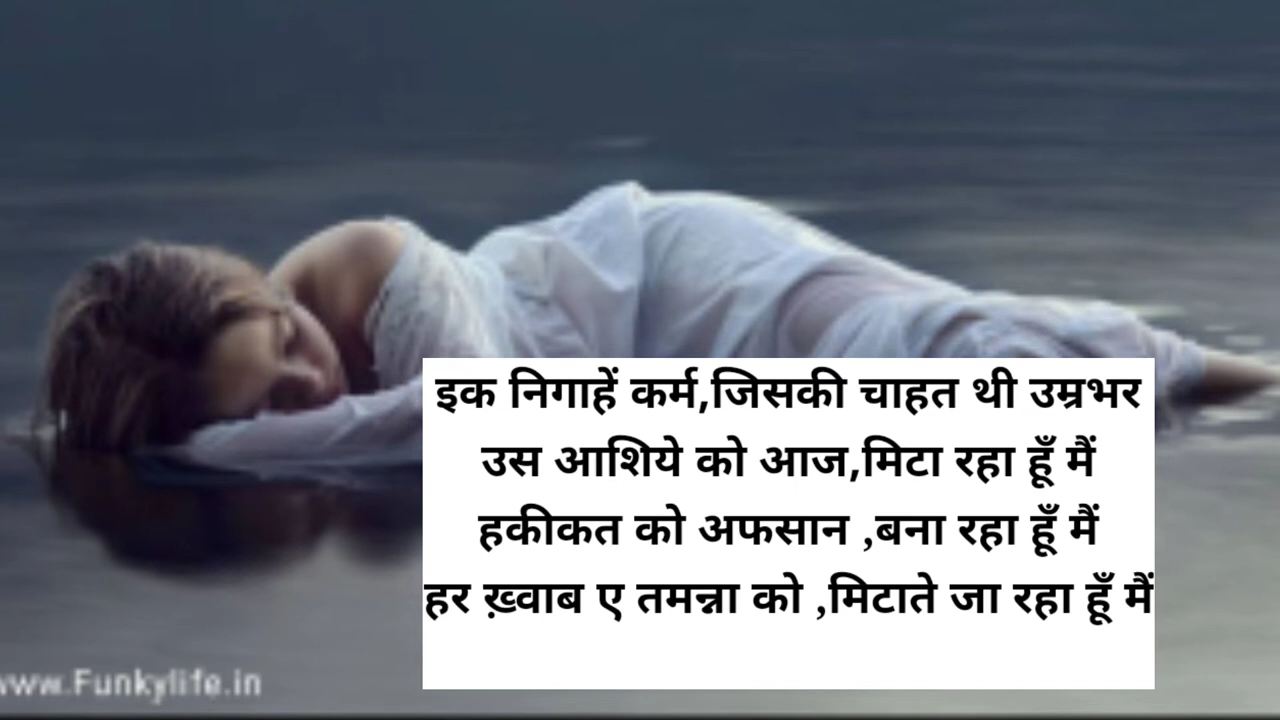 इक निगाहें कर्म,जिसकी चाहत थी उम्रभर
उस आशिये को आज,मिटा रहा हूँ मैं
हकीकत को अफसान ,बना रहा हूँ मैं
हर ख़्वाब ए तमन्ना को ,मिटाते जा रहा हूँ मैं
www.Funkylife.in